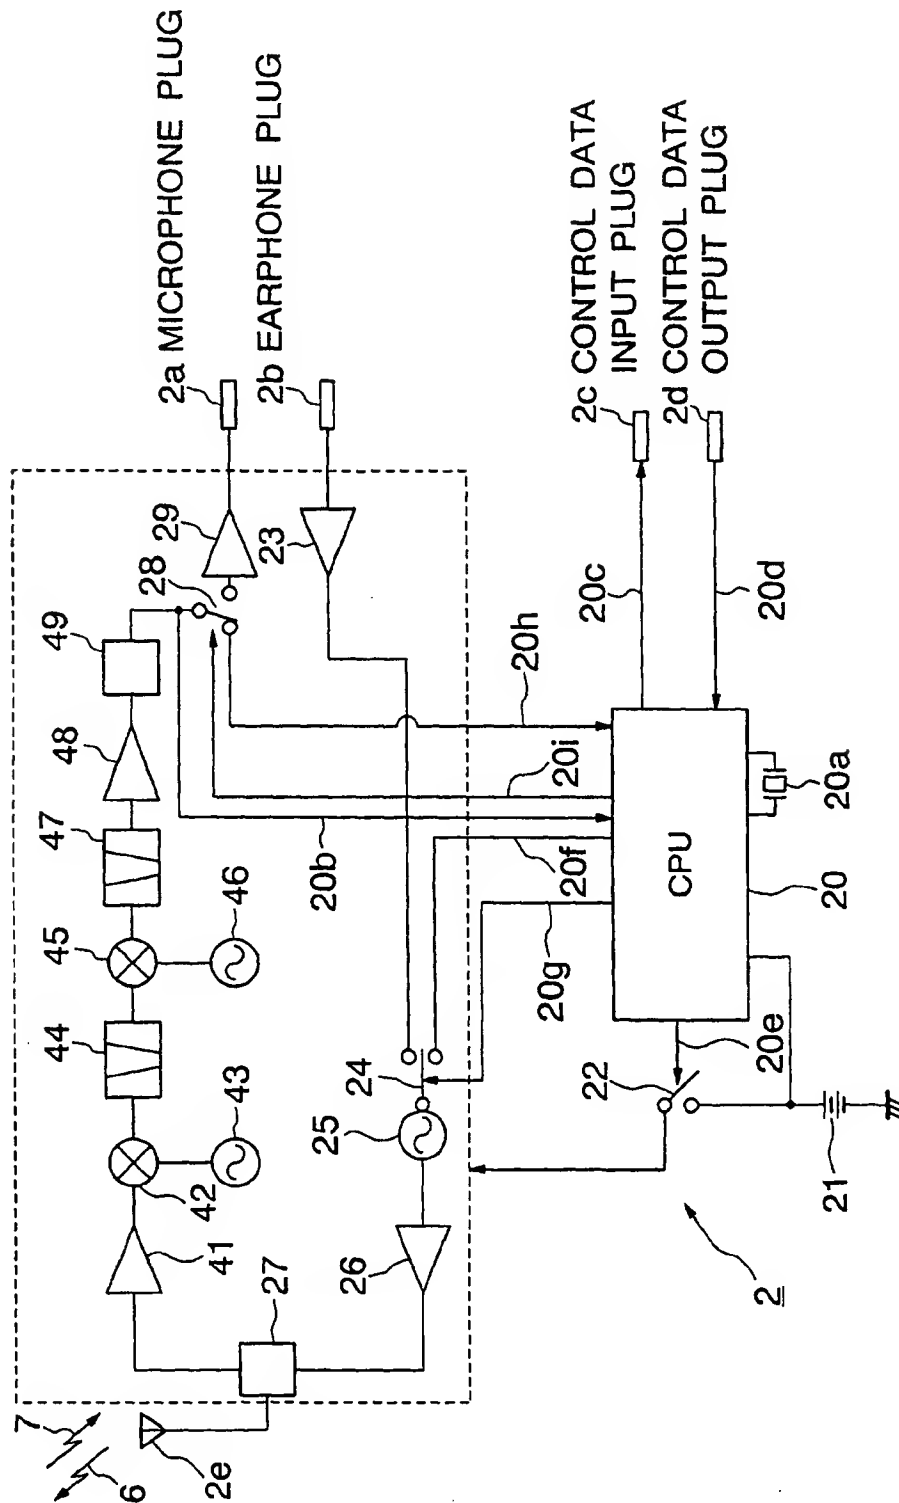 7
6
2e
27
41
42
43
44
45
46
47
48
49
28
29
2a MICROPHONE PLUG
2b EARPHONE PLUG
23
26
25
24
20b
20i
20h
20f
20g
22
20e
21
CPU
20
20a
20c
20d
2c CONTROL DATA
INPUT PLUG
2d CONTROL DATA
OUTPUT PLUG
2